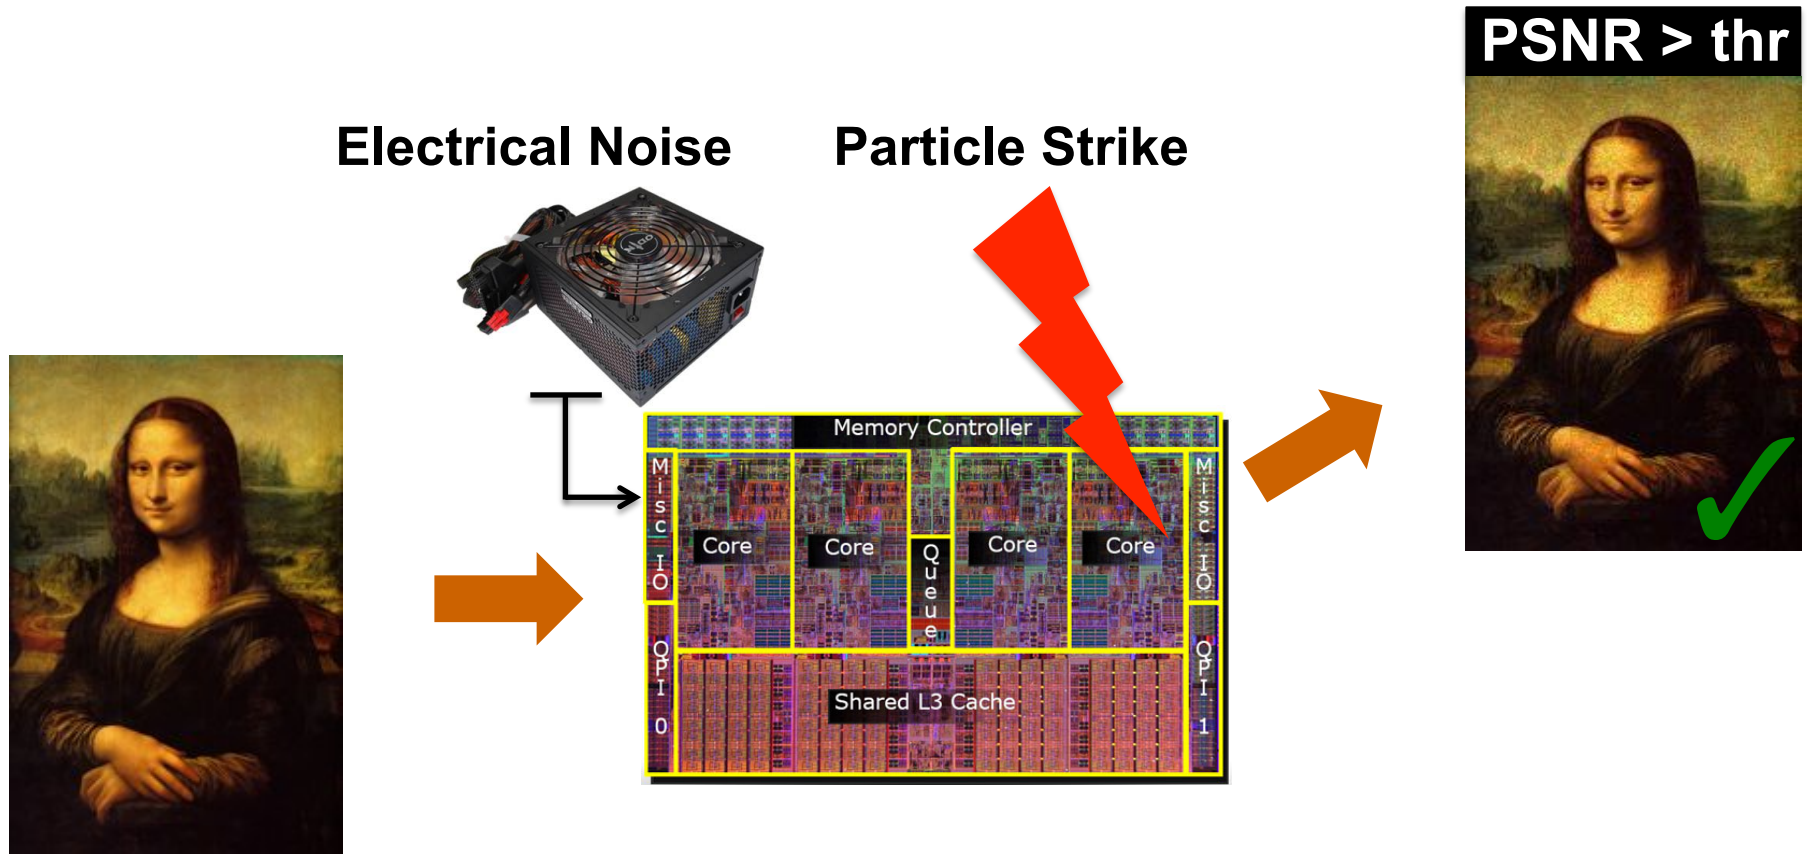 PSNR > thr
Electrical Noise
Particle Strike
Memory Controller
Misc IO
Core
Core
Queue
Core
Core
Misc IO
QPI 0
Shared L3 Cache
QPI 1